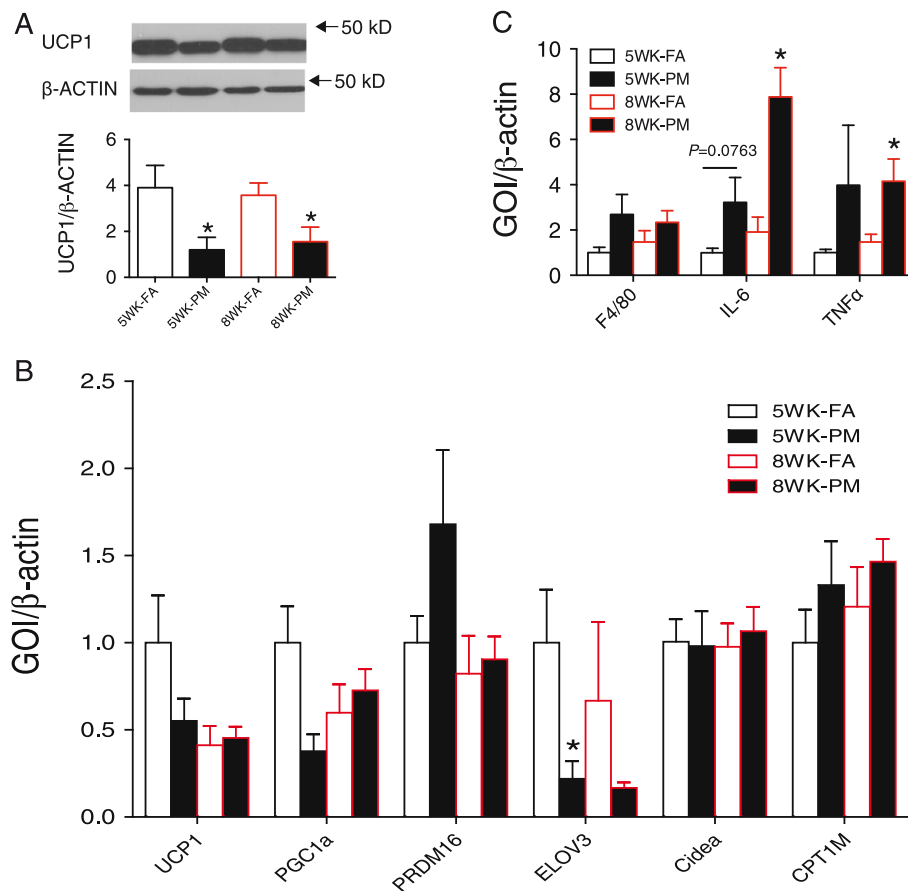 A
UCP1
50 kD
β-ACTIN
50 kD
UCP1/β-ACTIN
6
4
2
0
5WK-FA
5WK-PM
8WK-FA
8WK-PM
*
*
C
GOI/β-actin
10
8
6
4
2
0
5WK-FA
5WK-PM
8WK-FA
8WK-PM
P=0.0763
*
*
F4/80
IL-6
TNFα
B
GOI/β-actin
2.5
2.0
1.5
1.0
0.5
0.0
5WK-FA
5WK-PM
8WK-FA
8WK-PM
*
UCP1
PGC1a
PRDM16
ELOV3
Cidea
CPT1M